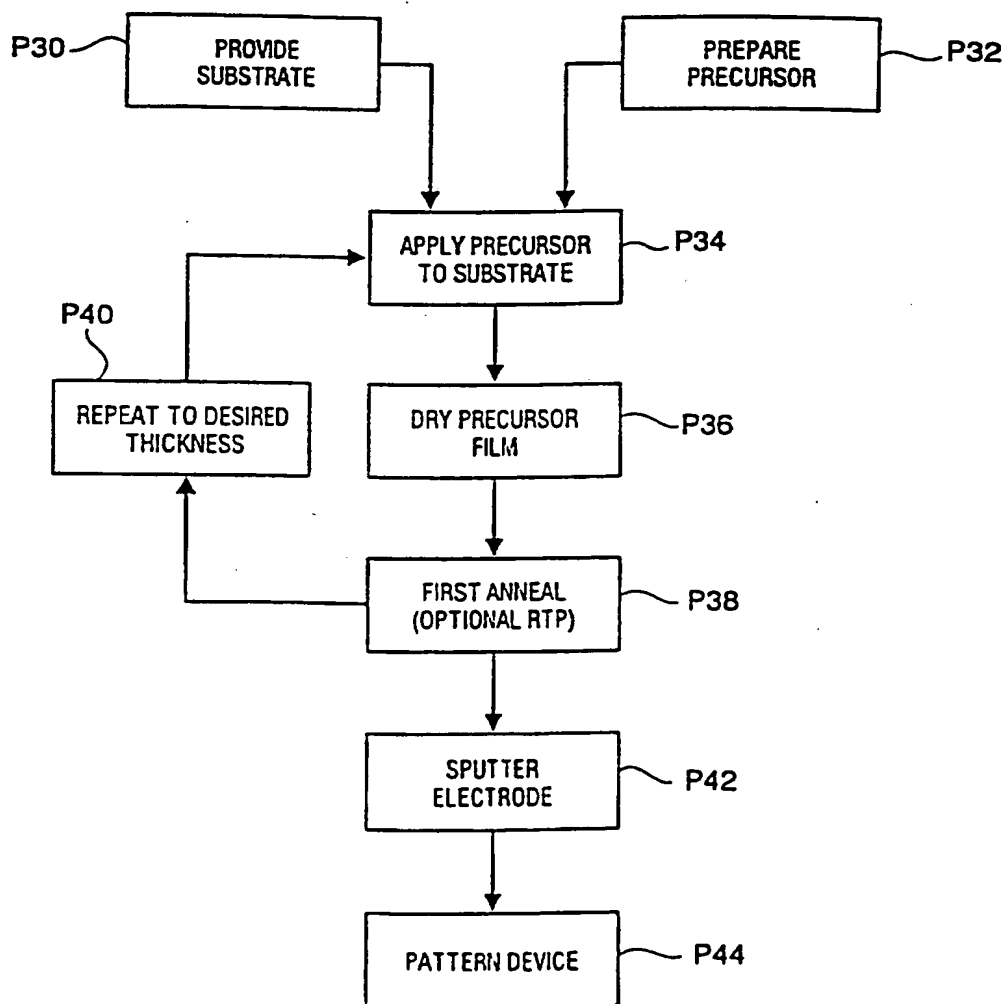 P30
PROVIDE
SUBSTRATE
PREPARE
PRECURSOR
P32
APPLY PRECURSOR
TO SUBSTRATE
P34
P40
REPEAT TO DESIRED
THICKNESS
DRY PRECURSOR
FILM
P36
FIRST ANNEAL
(OPTIONAL RTP)
P38
SPUTTER
ELECTRODE
P42
PATTERN DEVICE
P44